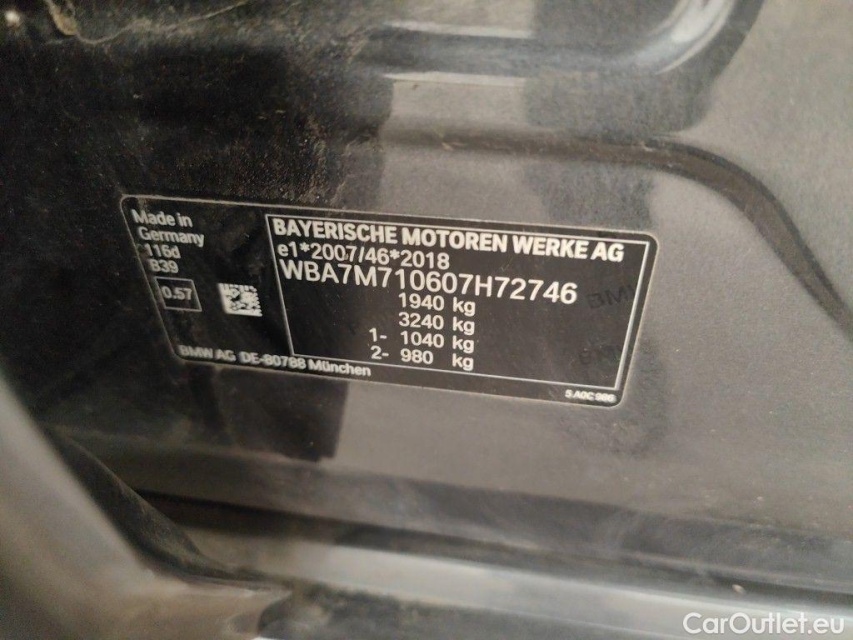 Made in
Germany
116d
B39
0.57
BAYERISCHE MOTOREN WERKE AG
e1*2007/46*2018
WBA7M710607H72746
1940 kg
3240 kg
1- 1040 kg
2- 980 kg
BMW AG DE-80788 München
CarOutlet.eu